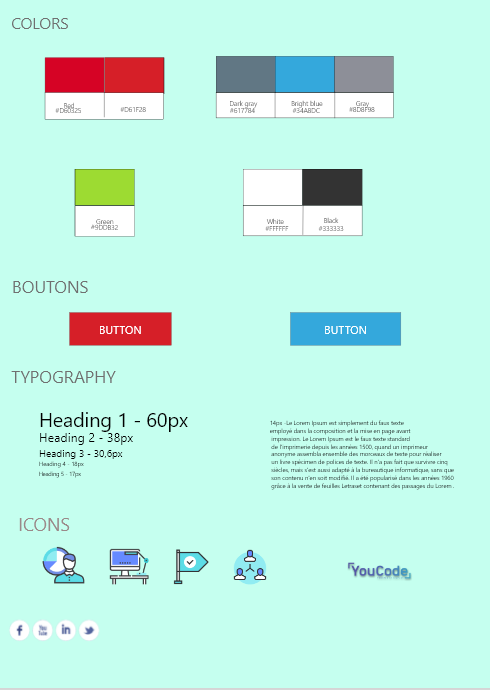 COLORS
Red
#D60325
#D61F28
Dark gray
#617784
Bright blue
#34A8DC
Gray
#8D8F98
Green
#9DDB32
White
#FFFFFF
Black
#333333
BOUTONS
BUTTON
BUTTON
TYPOGRAPHY
Heading 1 - 60px
Heading 2 - 38px
Heading 3 - 30,6px
Heading 4 - 18px
Heading 5 - 17px
14ps -Le Lorem Ipsum est simplement du faux texte
employé dans la composition et la mise en page avant
impression. Le Lorem Ipsum est le faux texte standard
de l'imprimerie depuis les années 1500, quand un imprimeur
anonyme assembla ensemble des morceaux de texte pour réaliser
un livre spécimen de polices de texte. Il n'a pas fait que survivre cinq
siècles, mais s'est aussi adapté à la bureautique informatique, sans que
son contenu n'en soit modifié. Il a été popularisé dans les années 1960
grâce à la vente de feuilles Letraset contenant des passages du Lorem .
ICONS
YouCode
You
Tube